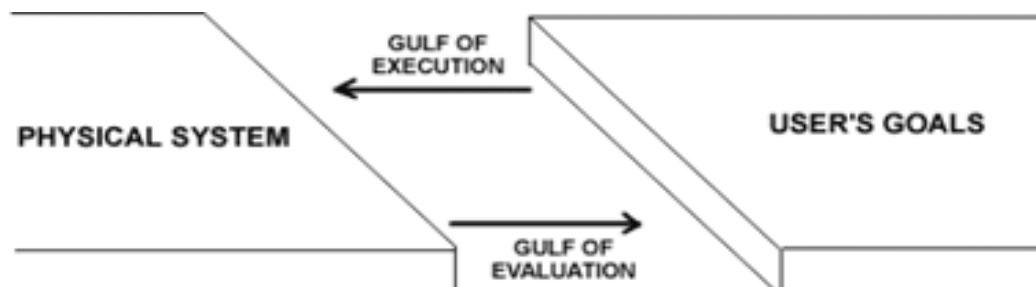 GULF OF
EXECUTION
PHYSICAL SYSTEM
USER'S GOALS
GULF OF
EVALUATION